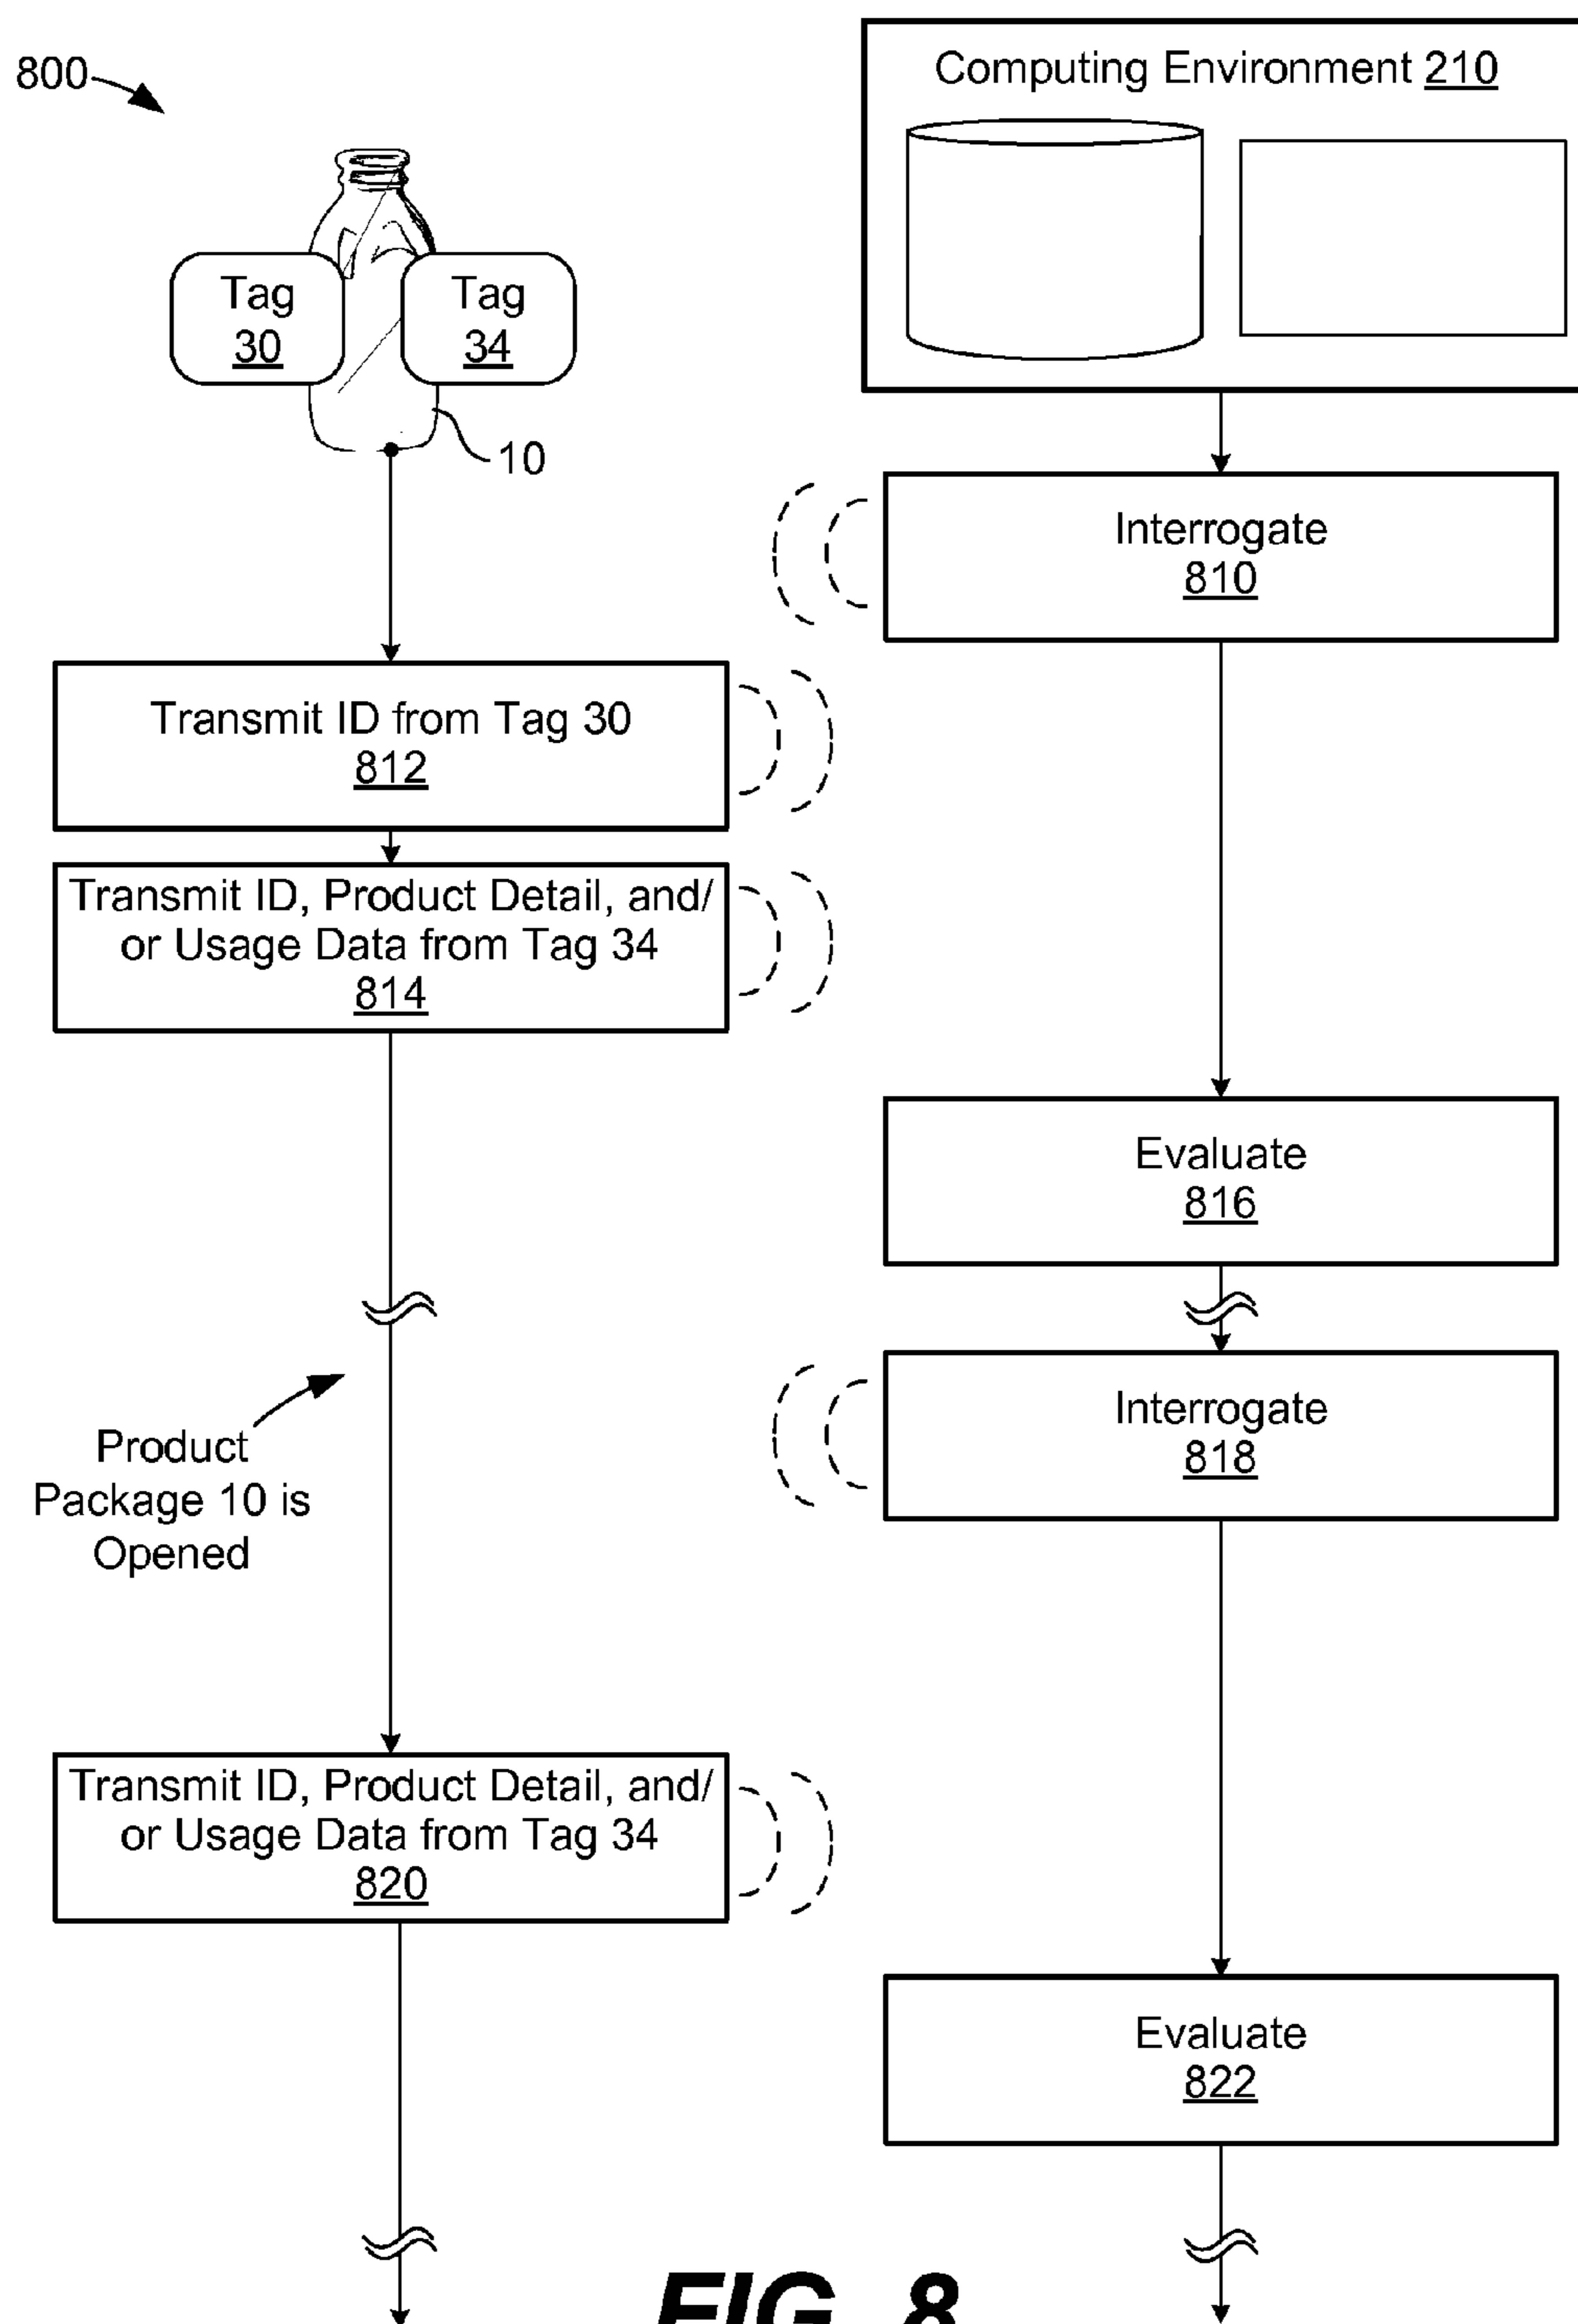 800
Computing Environment 210
Tag
30
Tag
34
10
Interrogate
810
Transmit ID from Tag 30
812
Transmit ID, Product Detail, and/
or Usage Data from Tag 34
814
Evaluate
816
Interrogate
818
Product
Package 10 is
Opened
Transmit ID, Product Detail, and/
or Usage Data from Tag 34
820
Evaluate
822
FIG. 8